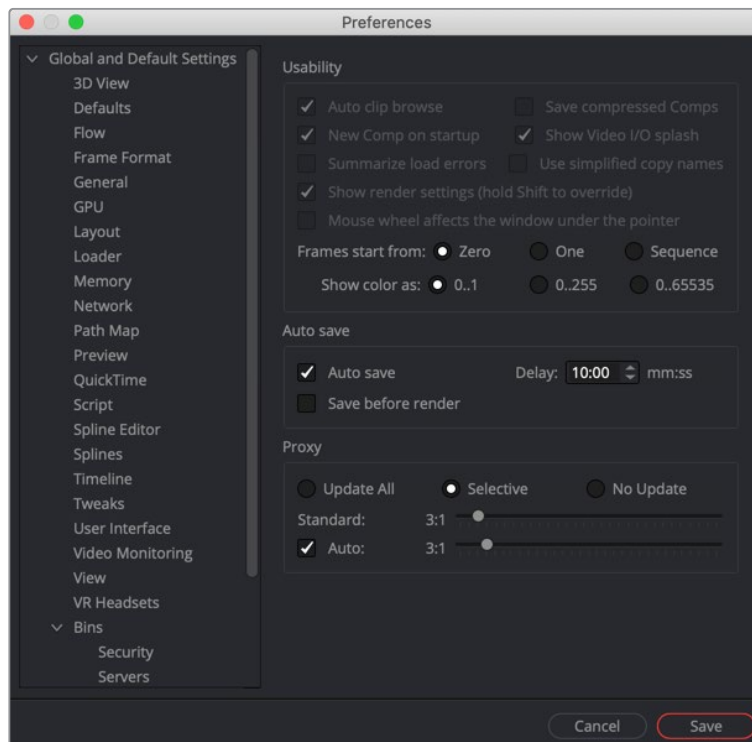 Preferences
Global and Default Settings
3D View
Defaults
Flow
Frame Format
General
GPU
Layout
Loader
Memory
Network
Path Map
Preview
QuickTime
Script
Spline Editor
Splines
Timeline
Tweaks
User Interface
Video Monitoring
View
VR Headsets
Bins
Security
Servers
Usability
Auto clip browse Save compressed Comps
New Comp on startup Show Video I/O splash
Summarize load errors Use simplified copy names
Show render settings (hold Shift to override)
Mouse wheel affects the window under the pointer
Frames start from: Zero One Sequence
Show color as: 0..1 0..255 0..65535
Auto save
Auto save Delay: 10:00 mm:ss
Save before render
Proxy
Update All Selective No Update
Standard: 3:1
Auto: 3:1
Cancel Save